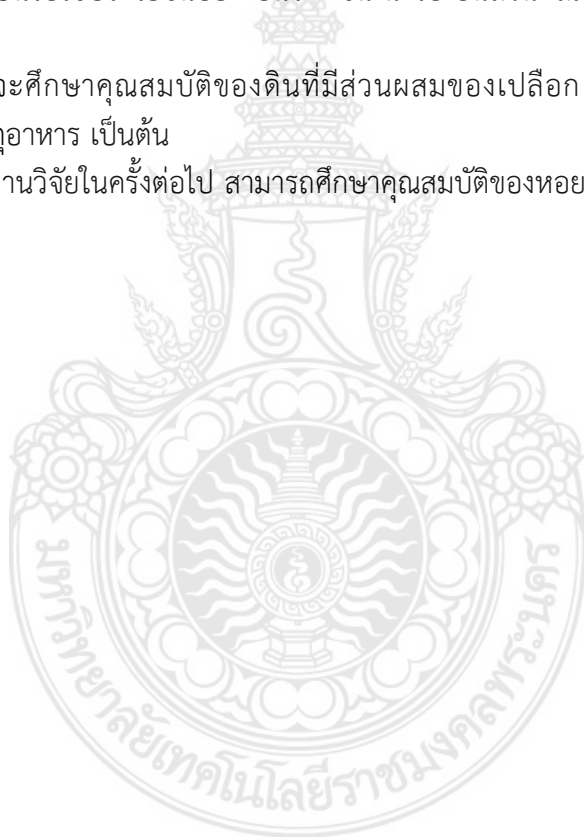 จะศึกษาคุณสมบัติของดินที่มีส่วนผสมของเปลือก
อาหาร เป็นต้น
านวิจัยในครั้งต่อไป สามารถศึกษาคุณสมบัติของหอย
มหาวิทยาลัยเทคโนโลยีราชมงคลพระนคร